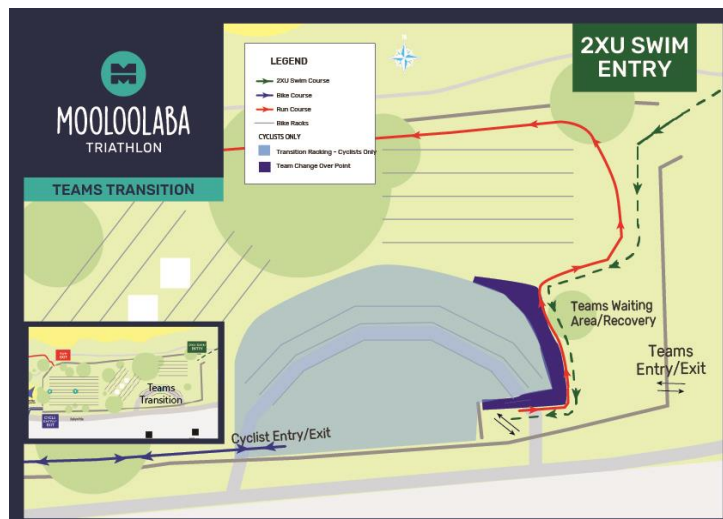 MOOLOOLABA
TRIATHLON
TEAMS TRANSITION
LEGEND
2XU Swim Course
Bike Course
Run Course
Bike Racks
CYCLISTS ONLY
Transition Racking - Cyclists Only
Team Change Over Point
2XU SWIM
ENTRY
Teams Waiting
Area/Recovery
Teams
Entry/Exit
Teams
Transition
Cyclist Entry/Exit